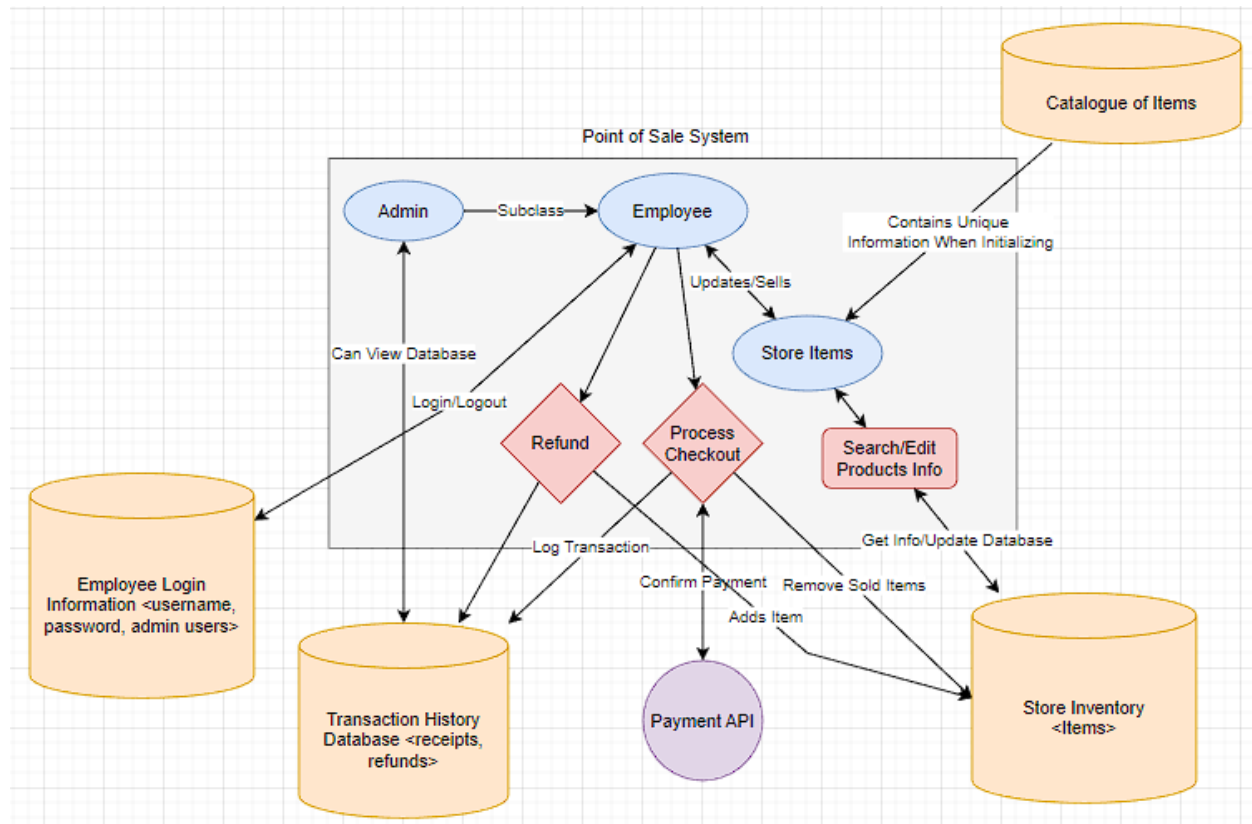 Catalogue of Items
Point of Sale System
Admin
Subclass
Employee
Contains Unique
Information When Initializing
Updates/Sells
Can View Database
Store Items
Login/Logout
Refund
Process
Checkout
Search/Edit
Products Info
Log Transaction
Get Info/Update Database
Confirm Payment
Remove Sold Items
Adds Item
Employee Login
Information <username,
password, admin users>
Transaction History
Database <receipts,
refunds>
Payment API
Store Inventory
<Items>